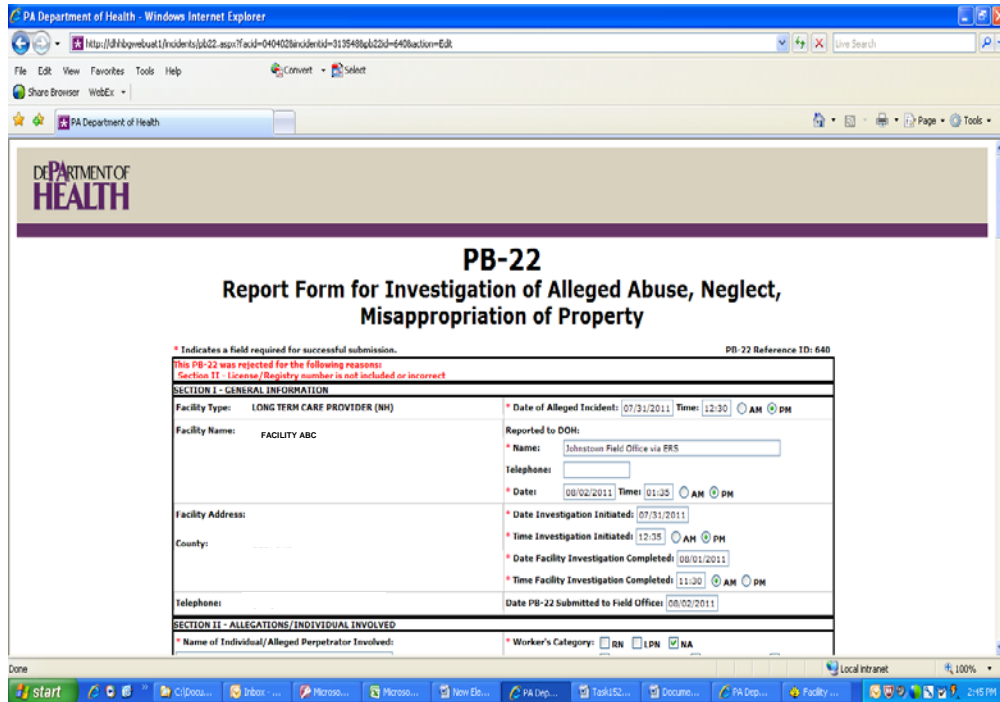 PA Department of Health - Windows Internet Explorer
http://dhhbgwebuat1/incidents/pb22.aspx?facid=040402&incidentid=313548&pb22id=640&action=Edit
Live Search
File Edit View Favorites Tools Help Convert Select
Share Browser WebEx
PA Department of Health
Page Tools
DEPARTMENT OF
HEALTH
PB-22
Report Form for Investigation of Alleged Abuse, Neglect,
Misappropriation of Property
* Indicates a field required for successful submission. PB-22 Reference ID: 640
This PB-22 was rejected for the following reasons:
Section II - License/Registry number is not included or incorrect
SECTION I - GENERAL INFORMATION
Facility Type: LONG TERM CARE PROVIDER (NH)
* Date of Alleged Incident: 07/31/2011 Time: 12:30 AM PM
Facility Name: FACILITY ABC
Reported to DOH:
* Name: Johnstown Field Office via ERS
Telephone:
* Date: 08/02/2011 Time: 01:35 AM PM
Facility Address:
County:
* Date Investigation Initiated: 07/31/2011
* Time Investigation Initiated: 12:35 AM PM
* Date Facility Investigation Completed: 08/01/2011
* Time Facility Investigation Completed: 11:30 AM PM
Telephone:
Date PB-22 Submitted to Field Office: 08/02/2011
SECTION II - ALLEGATIONS/INDIVIDUAL INVOLVED
* Name of Individual/Alleged Perpetrator Involved:
* Worker's Category: RN LPN NA
Done Local intranet 100%
start C:\Docu... Inbox - ... Microso... Microso... New Ele... PA Dep... Task152... Docume... PA Dep... Facility ... 2:45 PM